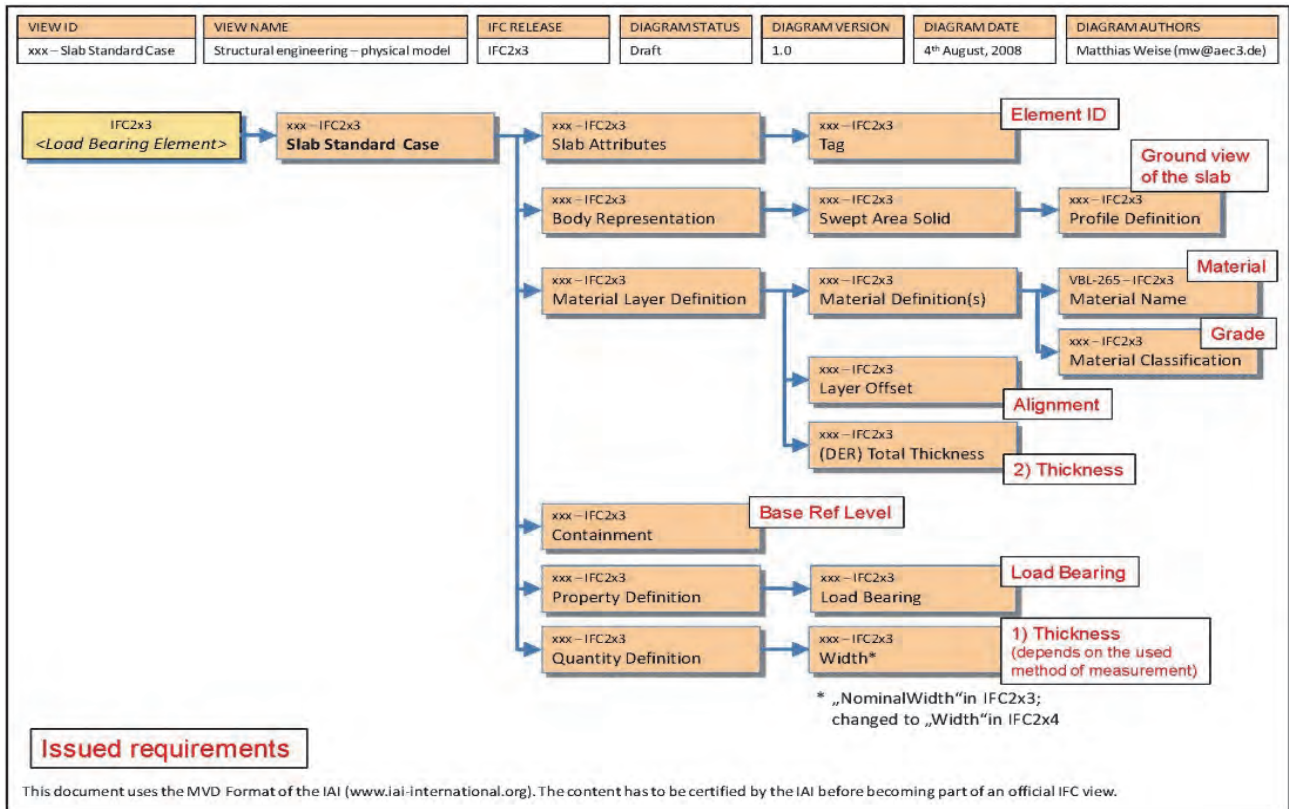 VIEW ID
xxx – Slab Standard Case
VIEW NAME
Structural engineering – physical model
IFC RELEASE
IFC2x3
DIAGRAM STATUS
Draft
DIAGRAM VERSION
1.0
DIAGRAM DATE
4th August, 2008
DIAGRAM AUTHORS
Matthias Weise (mw@aec3.de)
IFC2x3
<Load Bearing Element>
xxx – IFC2x3
Slab Standard Case
xxx – IFC2x3
Slab Attributes
xxx – IFC2x3
Tag
Element ID
xxx – IFC2x3
Body Representation
xxx – IFC2x3
Swept Area Solid
Ground view
of the slab
xxx – IFC2x3
Profile Definition
xxx – IFC2x3
Material Layer Definition
xxx – IFC2x3
Material Definition(s)
Material
VBL-265 – IFC2x3
Material Name
Grade
xxx – IFC2x3
Material Classification
xxx – IFC2x3
Layer Offset
Alignment
xxx – IFC2x3
(DER) Total Thickness
2) Thickness
xxx – IFC2x3
Containment
Base Ref Level
xxx – IFC2x3
Property Definition
xxx – IFC2x3
Load Bearing
Load Bearing
xxx – IFC2x3
Quantity Definition
xxx – IFC2x3
Width*
1) Thickness
(depends on the used
method of measurement)
* „NominalWidth“in IFC2x3;
changed to „Width“in IFC2x4
Issued requirements
This document uses the MVD Format of the IAI (www.iai-international.org). The content has to be certified by the IAI before becoming part of an official IFC view.